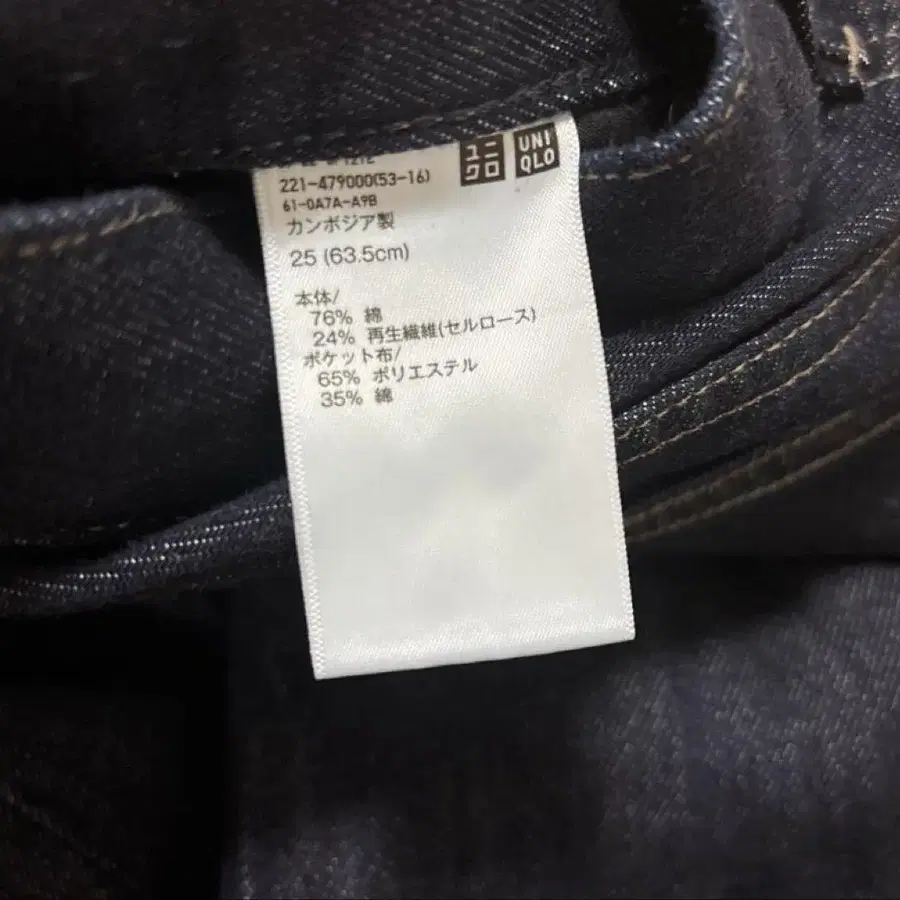 ユニ
クロ
UNI
QLO
221-479000(53-16)
61-0A7A-A9B
カンボジア製
25 (63.5cm)
本体/
76% 綿
24% 再生繊維(セルロース)
ポケット布/
65% ポリエステル
35% 綿